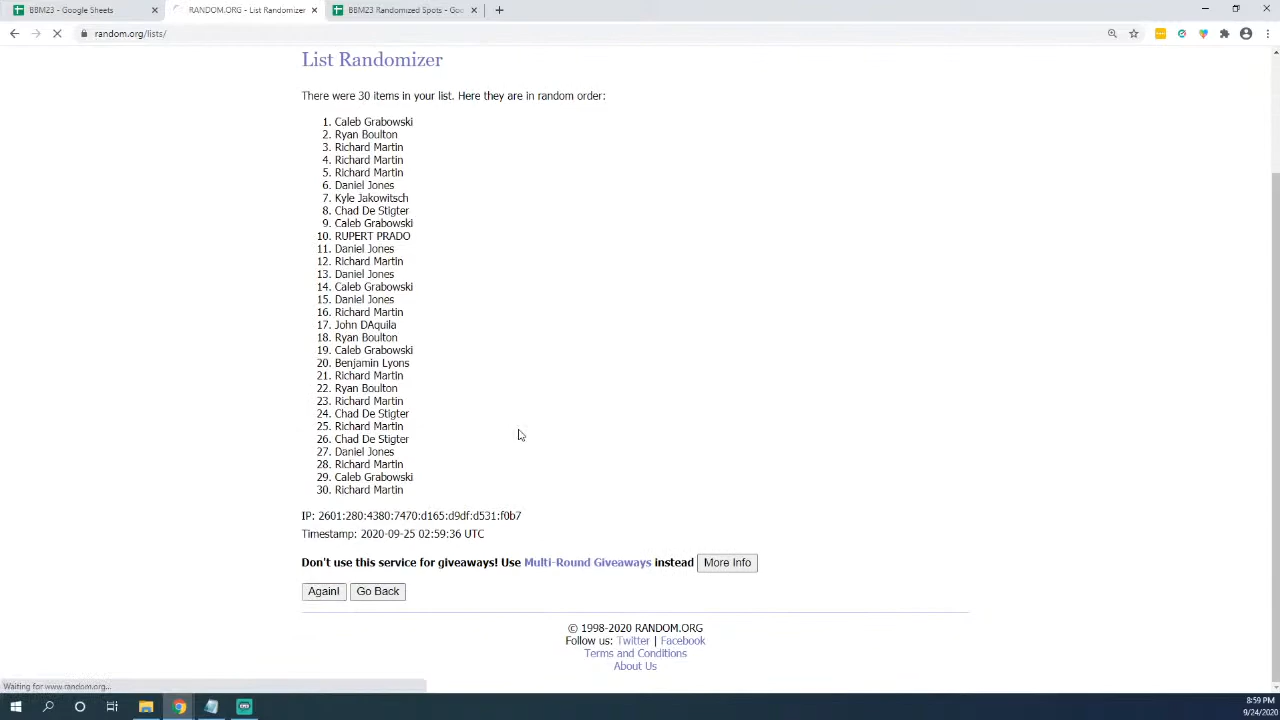 BBM23 - Google Sheets
RANDOM.ORG - List Randomizer
BBM23 Randomized Spots - Goo
random.org/lists/
List Randomizer
There were 30 items in your list. Here they are in random order:
1. Caleb Grabowski
2. Ryan Boulton
3. Richard Martin
4. Richard Martin
5. Richard Martin
6. Daniel Jones
7. Kyle Jakowitsch
8. Chad De Stigter
9. Caleb Grabowski
10. RUPERT PRADO
11. Daniel Jones
12. Richard Martin
13. Daniel Jones
14. Caleb Grabowski
15. Daniel Jones
16. Richard Martin
17. John DAquila
18. Ryan Boulton
19. Caleb Grabowski
20. Benjamin Lyons
21. Richard Martin
22. Ryan Boulton
23. Richard Martin
24. Chad De Stigter
25. Richard Martin
26. Chad De Stigter
27. Daniel Jones
28. Richard Martin
29. Caleb Grabowski
30. Richard Martin
IP: 2601:280:4380:7470:d165:d9df:d531:f0b7
Timestamp: 2020-09-25 02:59:36 UTC
Don't use this service for giveaways! Use Multi-Round Giveaways instead More Info
Again! Go Back
© 1998-2020 RANDOM.ORG
Follow us: Twitter | Facebook
Terms and Conditions
About Us
Waiting for www.random.org...
8:59 PM
9/24/2020